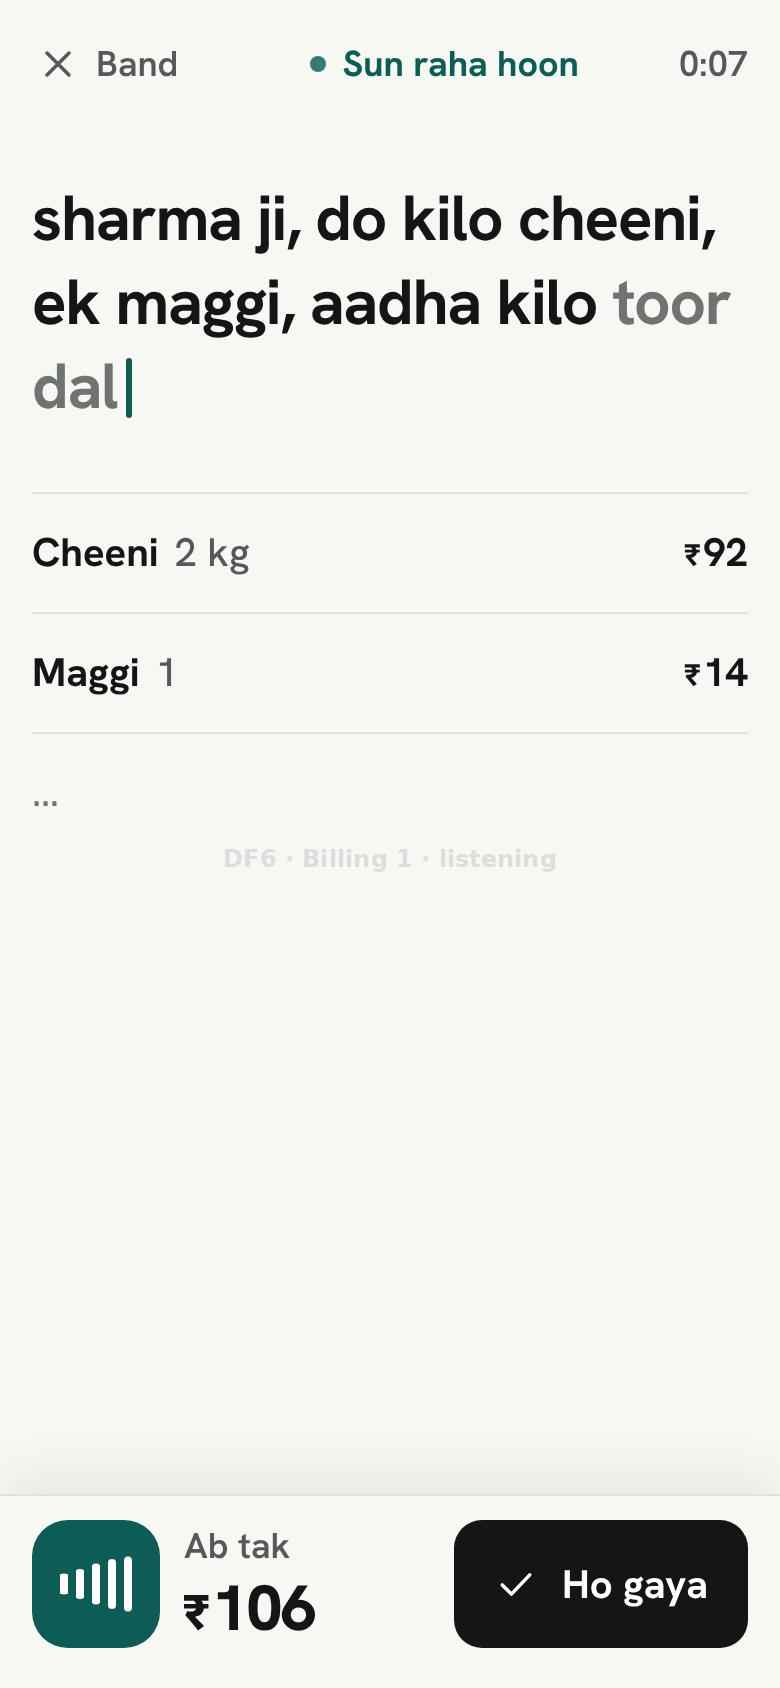 Band
Sun raha hoon
0:07
sharma ji, do kilo cheeni,
ek maggi, aadha kilo toor
dal
Cheeni 2 kg ₹92
Maggi 1 ₹14
...
DF6 · Billing 1 · listening
Ab tak
₹106
Ho gaya